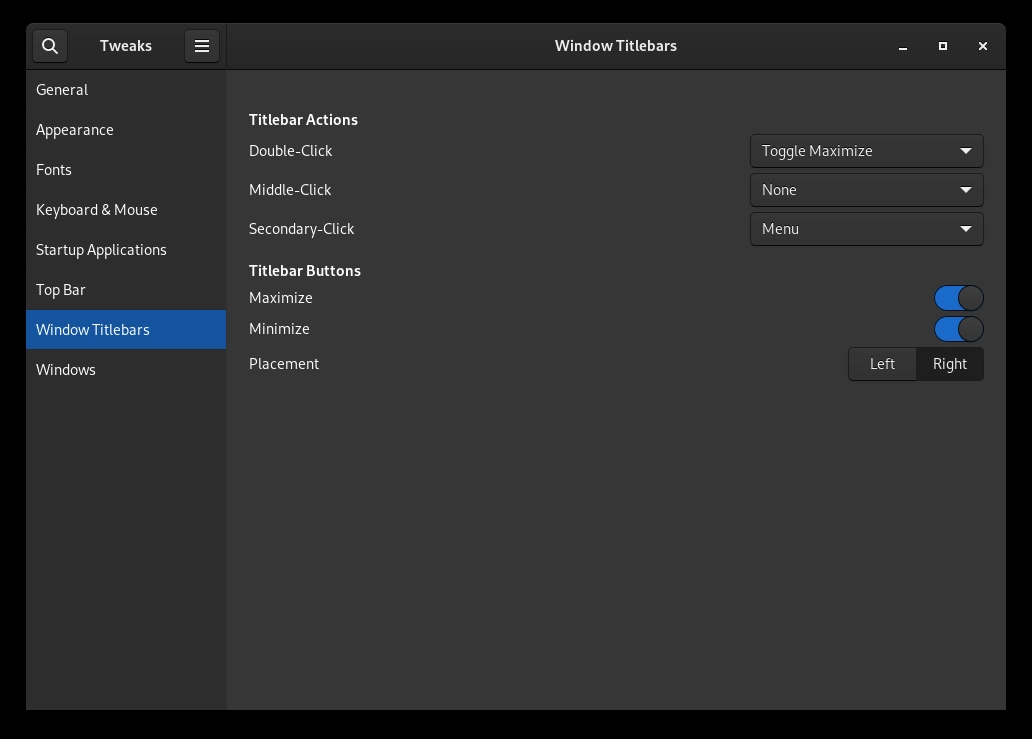 Tweaks
Window Titlebars
General
Appearance
Fonts
Keyboard & Mouse
Startup Applications
Top Bar
Window Titlebars
Windows
Titlebar Actions
Double-Click Toggle Maximize
Middle-Click None
Secondary-Click Menu
Titlebar Buttons
Maximize
Minimize
Placement Left Right